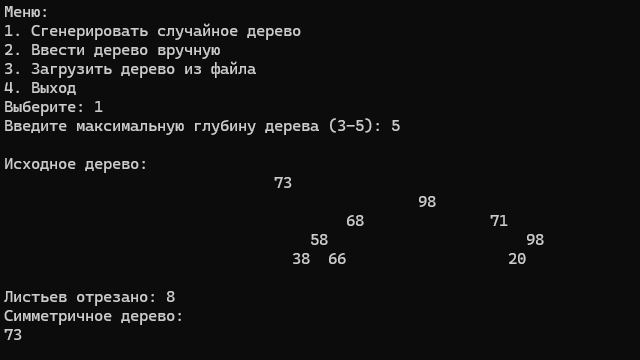 Меню:
1. Сгенерировать случайное дерево
2. Ввести дерево вручную
3. Загрузить дерево из файла
4. Выход
Выберите: 1
Введите максимальную глубину дерева (3-5): 5
Исходное дерево:
73
98
68 71
58 98
38 66 20
Листьев отрезано: 8
Симметричное дерево:
73